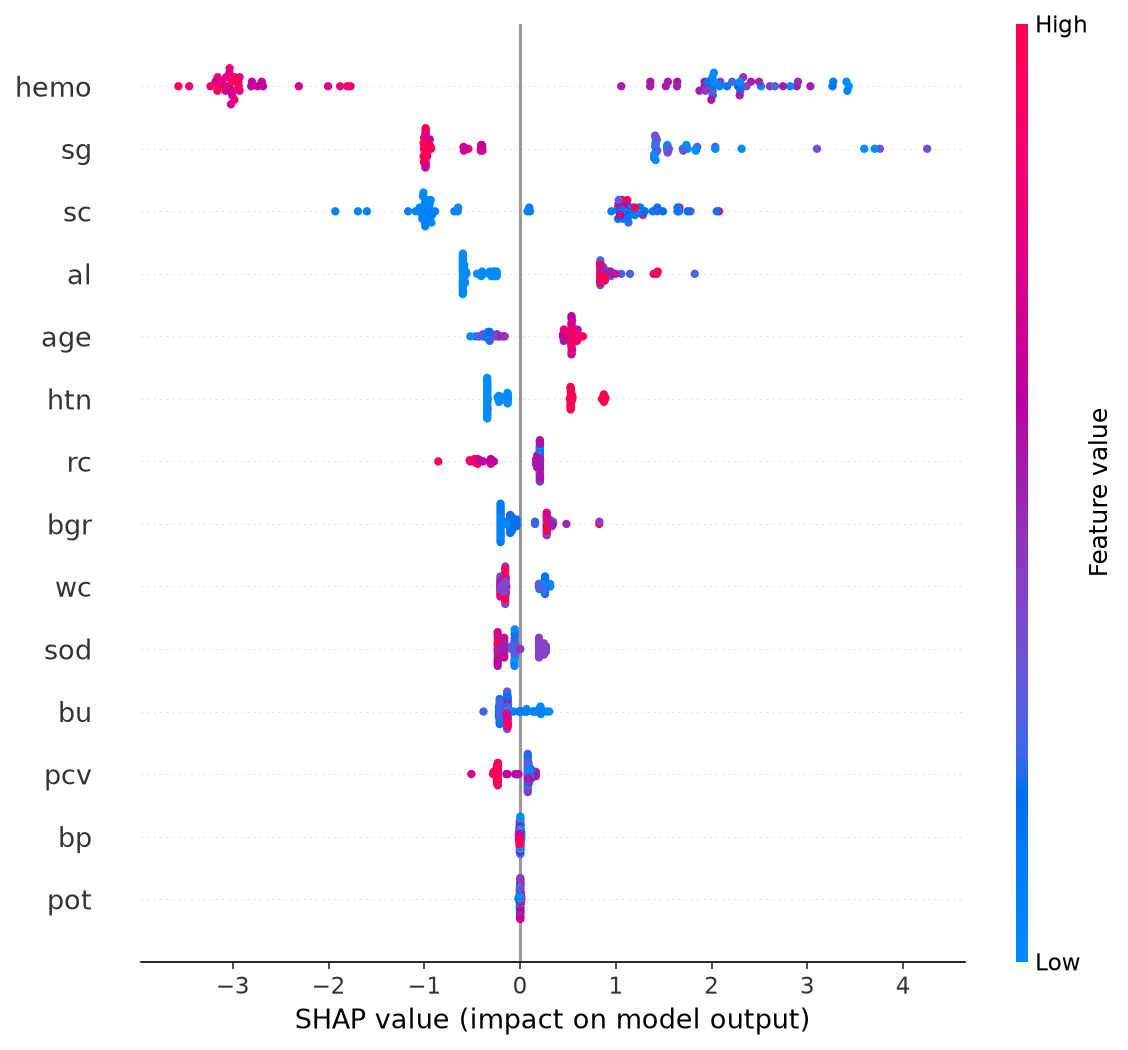 High
hemo
sg
sc
al
age
htn
rc
bgr
wc
sod
bu
pcv
bp
pot
Feature value
Low
−3 −2 −1 0 1 2 3 4
SHAP value (impact on model output)